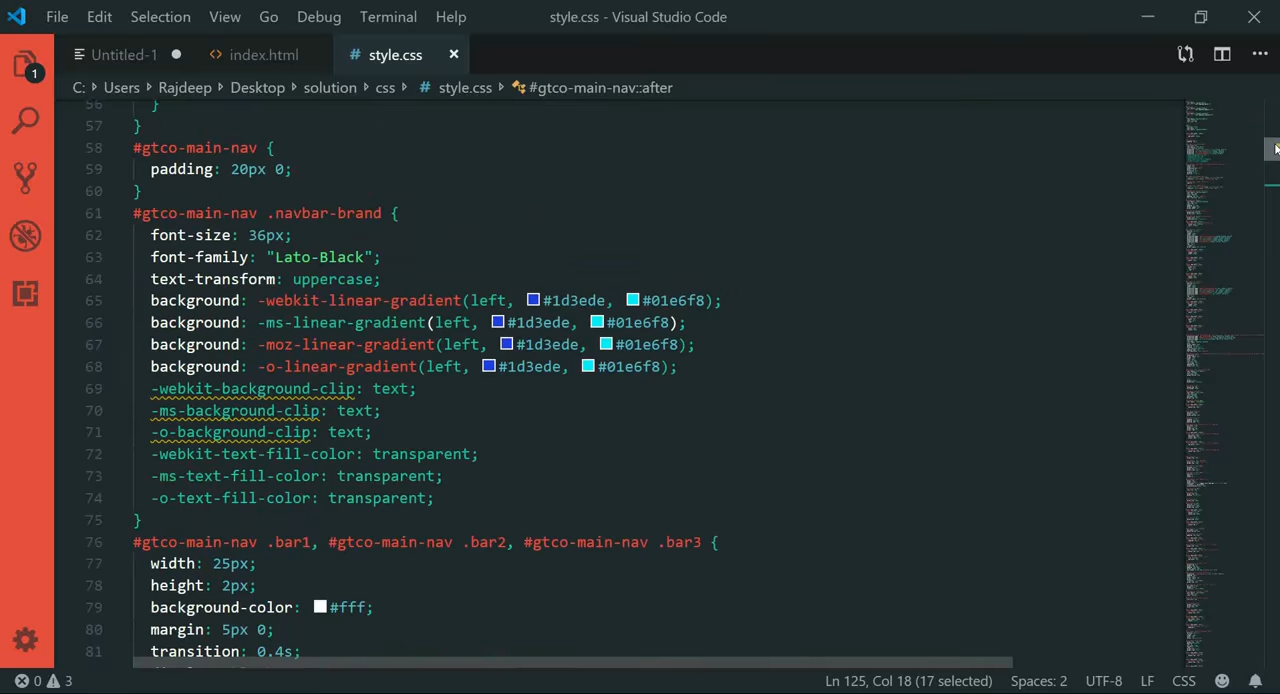 File Edit Selection View Go Debug Terminal Help style.css - Visual Studio Code
1
Untitled-1 index.html # style.css
C: Users Rajdeep Desktop solution css # style.css #gtco-main-nav::after
56 }
57 }
58 #gtco-main-nav {
59 padding: 20px 0;
60 }
61 #gtco-main-nav .navbar-brand {
62 font-size: 36px;
63 font-family: "Lato-Black";
64 text-transform: uppercase;
65 background: -webkit-linear-gradient(left, #1d3ede, #01e6f8);
66 background: -ms-linear-gradient(left, #1d3ede, #01e6f8);
67 background: -moz-linear-gradient(left, #1d3ede, #01e6f8);
68 background: -o-linear-gradient(left, #1d3ede, #01e6f8);
69 -webkit-background-clip: text;
70 -ms-background-clip: text;
71 -o-background-clip: text;
72 -webkit-text-fill-color: transparent;
73 -ms-text-fill-color: transparent;
74 -o-text-fill-color: transparent;
75 }
76 #gtco-main-nav .bar1, #gtco-main-nav .bar2, #gtco-main-nav .bar3 {
77 width: 25px;
78 height: 2px;
79 background-color: #fff;
80 margin: 5px 0;
81 transition: 0.4s;
0 3 Ln 125, Col 18 (17 selected) Spaces: 2 UTF-8 LF CSS